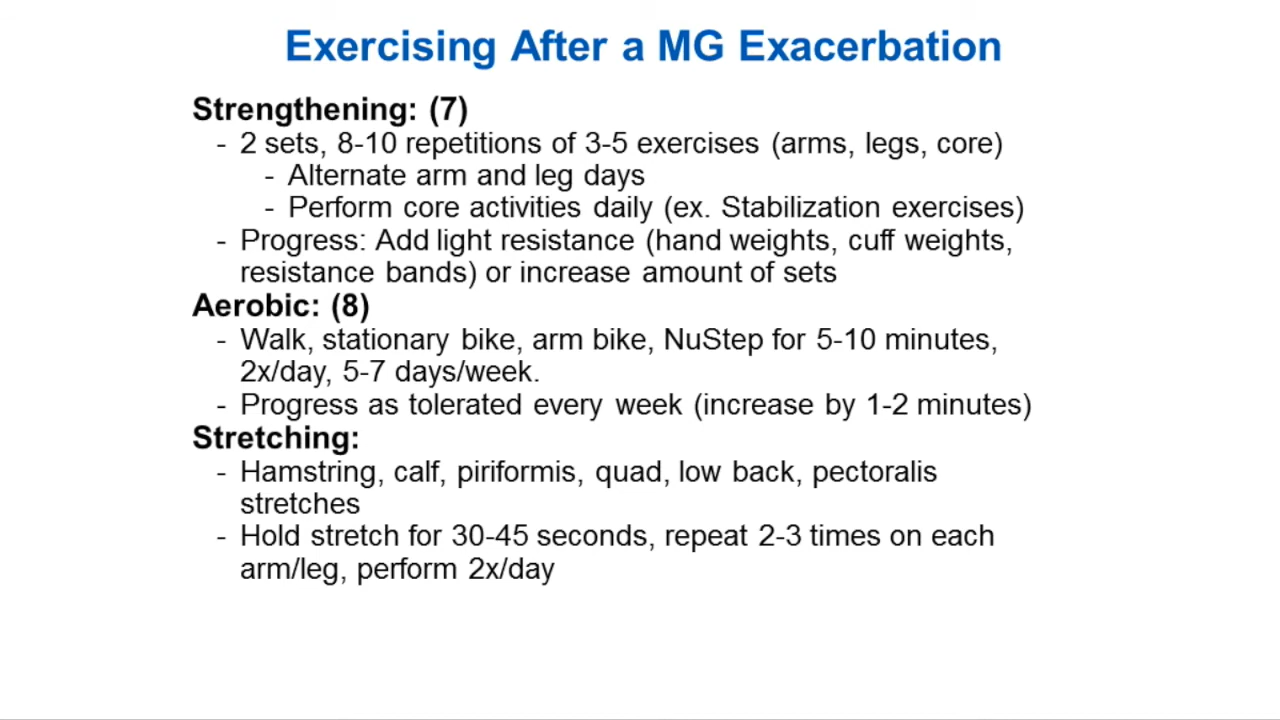 Exercising After a MG Exacerbation
Strengthening: (7)
- 2 sets, 8-10 repetitions of 3-5 exercises (arms, legs, core)
- Alternate arm and leg days
- Perform core activities daily (ex. Stabilization exercises)
- Progress: Add light resistance (hand weights, cuff weights,
resistance bands) or increase amount of sets
Aerobic: (8)
- Walk, stationary bike, arm bike, NuStep for 5-10 minutes,
2x/day, 5-7 days/week.
- Progress as tolerated every week (increase by 1-2 minutes)
Stretching:
- Hamstring, calf, piriformis, quad, low back, pectoralis
stretches
- Hold stretch for 30-45 seconds, repeat 2-3 times on each
arm/leg, perform 2x/day